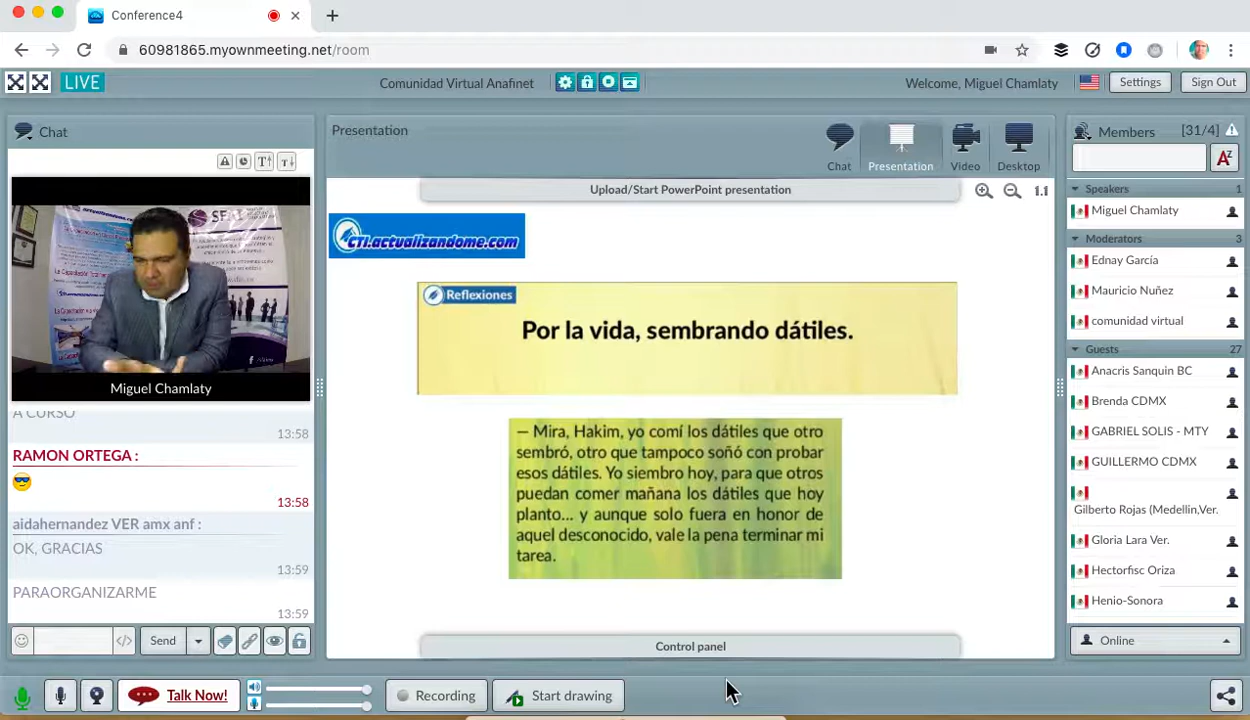 Conference4
60981865.myownmeeting.net/room
LIVE
Comunidad Virtual Anafinet
Welcome, Miguel Chamlaty
Settings
Sign Out
Chat
T
T
Miguel Chamlaty
A CURSO
13:58
RAMON ORTEGA :
13:58
aidahernandez VER amx anf :
OK, GRACIAS
13:59
PARAORGANIZARME
13:59
Send
Presentation
Chat
Presentation
Video
Desktop
Upload/Start PowerPoint presentation
1.1
CTI.actualizandome.com
Reflexiones
Por la vida, sembrando dátiles.
— Mira, Hakim, yo comí los dátiles que otro
sembró, otro que tampoco soñó con probar
esos dátiles. Yo siembro hoy, para que otros
puedan comer mañana los dátiles que hoy
planto... y aunque solo fuera en honor de
aquel desconocido, vale la pena terminar mi
tarea.
Control panel
Members
[31/4]
AZ
Speakers 1
Miguel Chamlaty
Moderators 3
Ednay García
Mauricio Nuñez
comunidad virtual
Guests 27
Anacris Sanquin BC
Brenda CDMX
GABRIEL SOLIS - MTY
GUILLERMO CDMX
Gilberto Rojas (Medellin,Ver.
Gloria Lara Ver.
Hectorfisc Oriza
Henio-Sonora
Online
Talk Now!
Recording
Start drawing